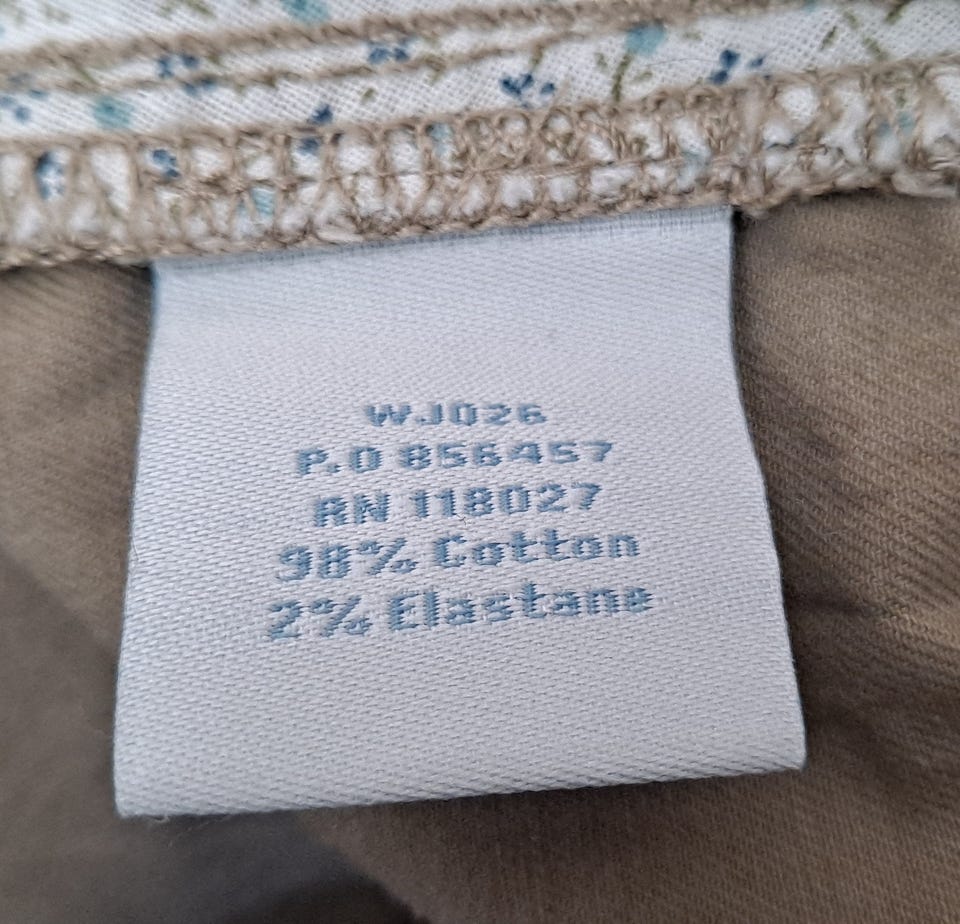 WJ026
P.O 856457
RN 118027
98% Cotton
2% Elastane